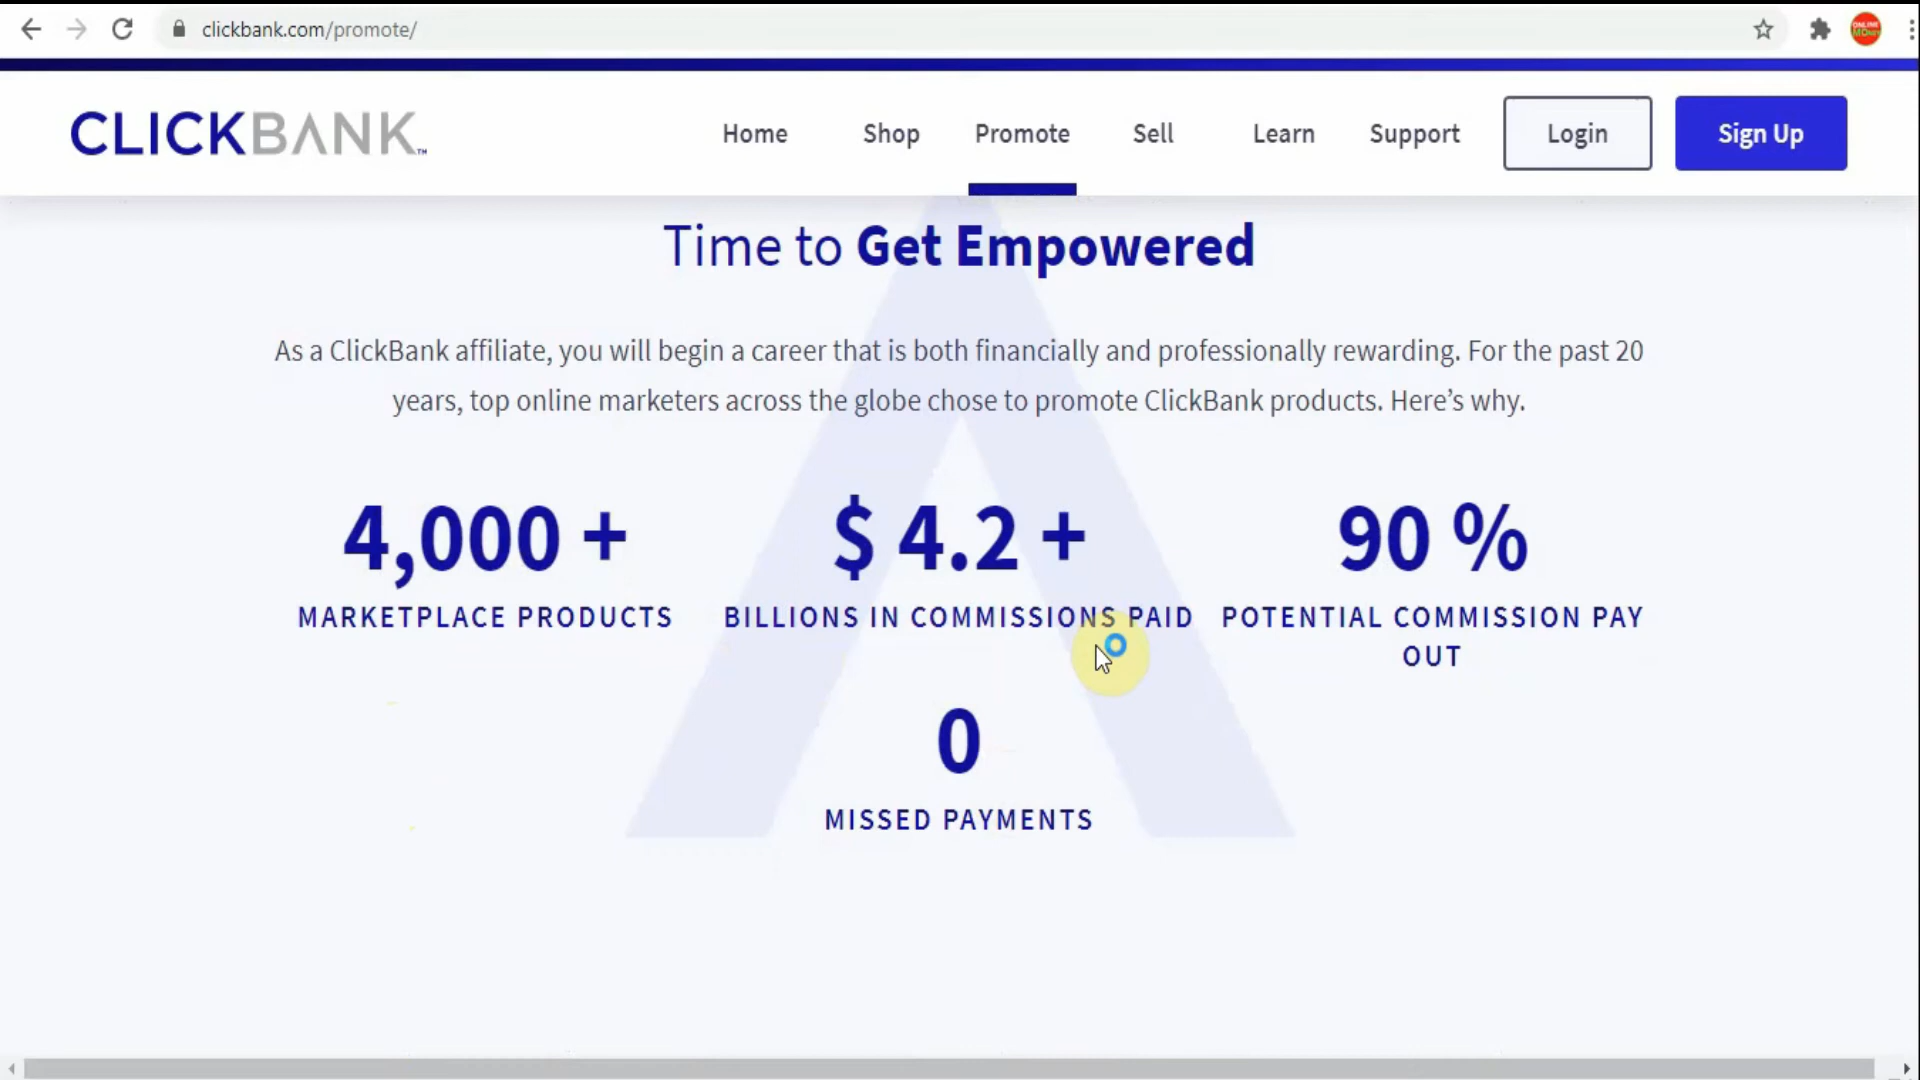 clickbank.com/promote/
ONLINE
CLICKBANK™
Home
Shop
Promote
Sell
Learn
Support
Login
Sign Up
Time to Get Empowered
As a ClickBank affiliate, you will begin a career that is both financially and professionally rewarding. For the past 20
years, top online marketers across the globe chose to promote ClickBank products. Here’s why.
4,000 +
MARKETPLACE PRODUCTS
$ 4.2 +
BILLIONS IN COMMISSIONS PAID
90 %
POTENTIAL COMMISSION PAY
OUT
0
MISSED PAYMENTS